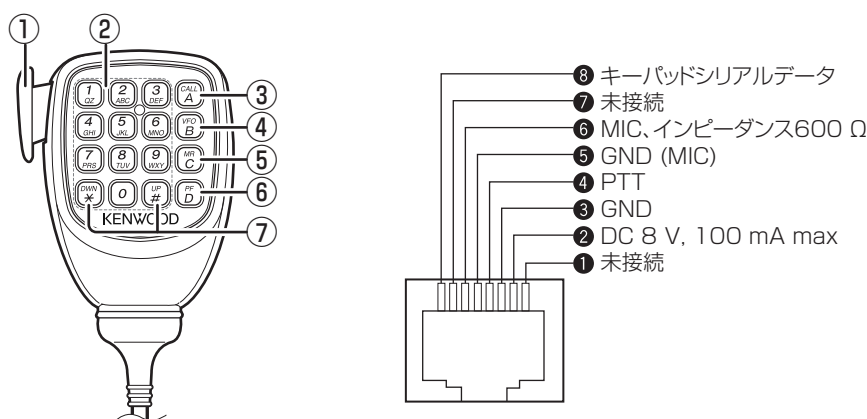 ① ②
1 QZ 2 ABC 3 DEF CALL A ③
4 GHI 5 JKL 6 MNO VFO B ④
7 PRS 8 TUV 9 WXY MR C ⑤
DWN * 0 UP # PF D ⑥
KENWOOD ⑦
❽ キーパッドシリアルデータ
❼ 未接続
❻ MIC、インピーダンス600 Ω
❺ GND (MIC)
❹ PTT
❸ GND
❷ DC 8 V, 100 mA max
❶ 未接続